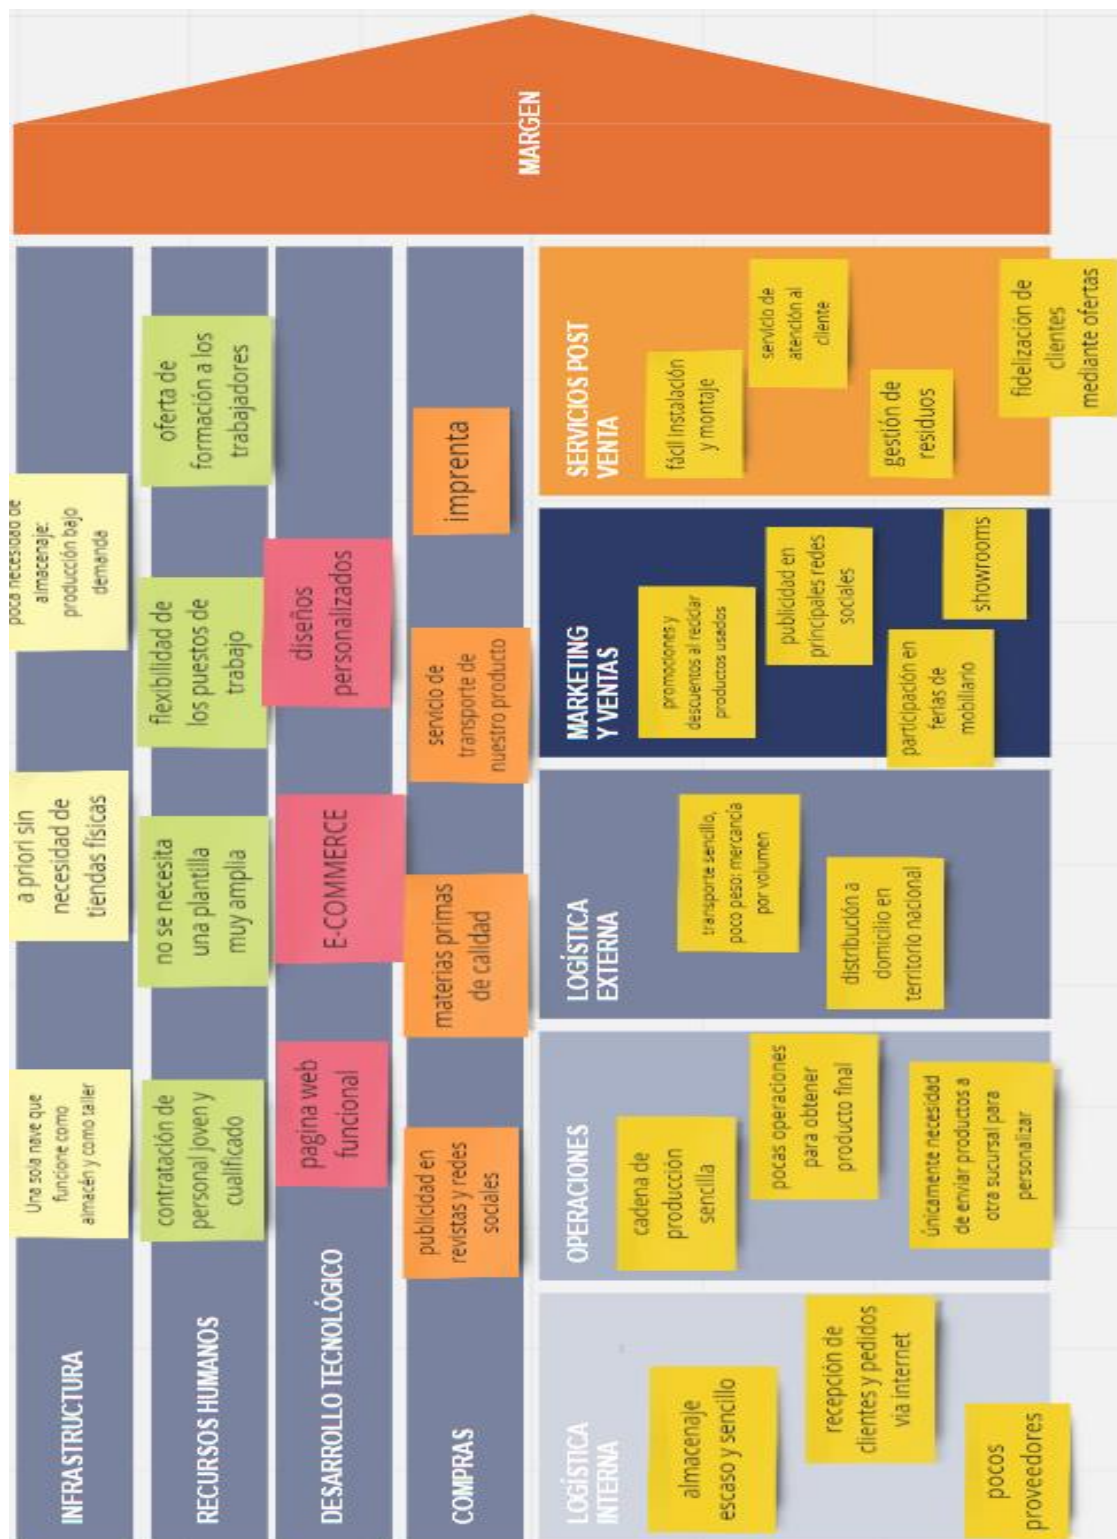 INFRASTRUCTURA
Una sola nave que
funcione como
almacén y como taller
a priori sin
necesidad de
tiendas físicas
poca necesidad de
almacenaje:
producción bajo
demanda
RECURSOS HUMANOS
contratación de
personal joven y
cualificado
no se necesita
una plantilla
muy amplia
flexibilidad de
los puestos de
trabajo
oferta de
formación a los
trabajadores
DESARROLLO TECNOLÓGICO
pagina web
funcional
E-COMMERCE
diseños
personalizados
COMPRAS
publicidad en
revistas y redes
sociales
materias primas
de calidad
servicio de
transporte de
nuestro producto
imprenta
LOGÍSTICA
INTERNA
almacenaje
escaso y sencillo
recepción de
clientes y pedidos
via internet
pocos
proveedores
OPERACIONES
cadena de
producción
sencilla
pocas operaciones
para obtener
producto final
únicamente necesidad
de enviar productos a
otra sucursal para
personalizar
LOGÍSTICA
EXTERNA
transporte sencillo,
poco peso: mercancia
por volumen
distribución a
domicilio en
territorio nacional
MARKETING
Y VENTAS
promociones y
descuentos al reciclar
productos usados
publicidad en
principales redes
sociales
participación en
ferias de
mobiliario
showrooms
SERVICIOS POST
VENTA
fácil instalación
y montaje
servicio de
atención al
cliente
gestión de
residuos
fidelización de
clientes
mediante ofertas
MARGEN